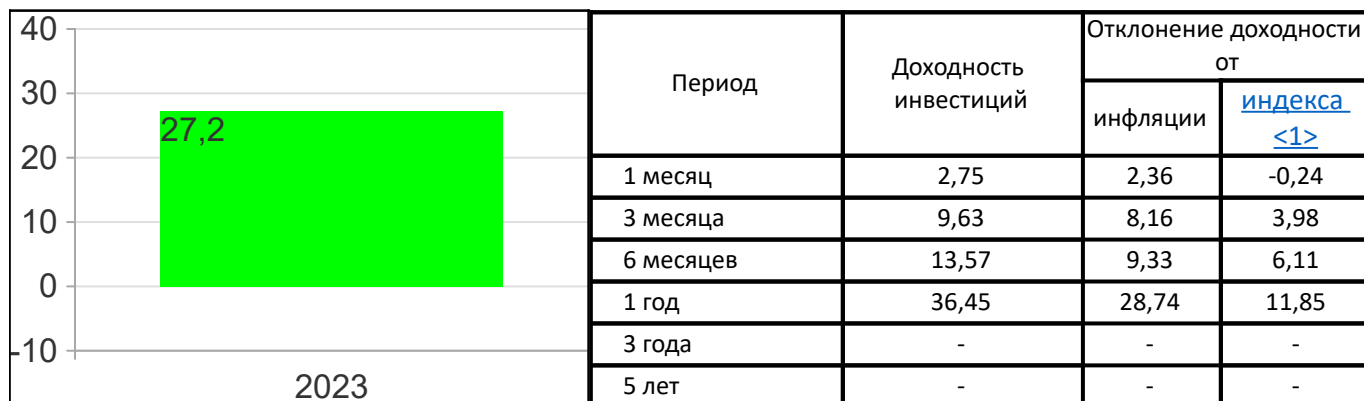 40
30
20
10
0
-10
27,2
2023
Период
Доходность
инвестиций
Отклонение доходности
от
инфляции
индекса
<1>
1 месяц 2,75 2,36 -0,24
3 месяца 9,63 8,16 3,98
6 месяцев 13,57 9,33 6,11
1 год 36,45 28,74 11,85
3 года - - -
5 лет - - -